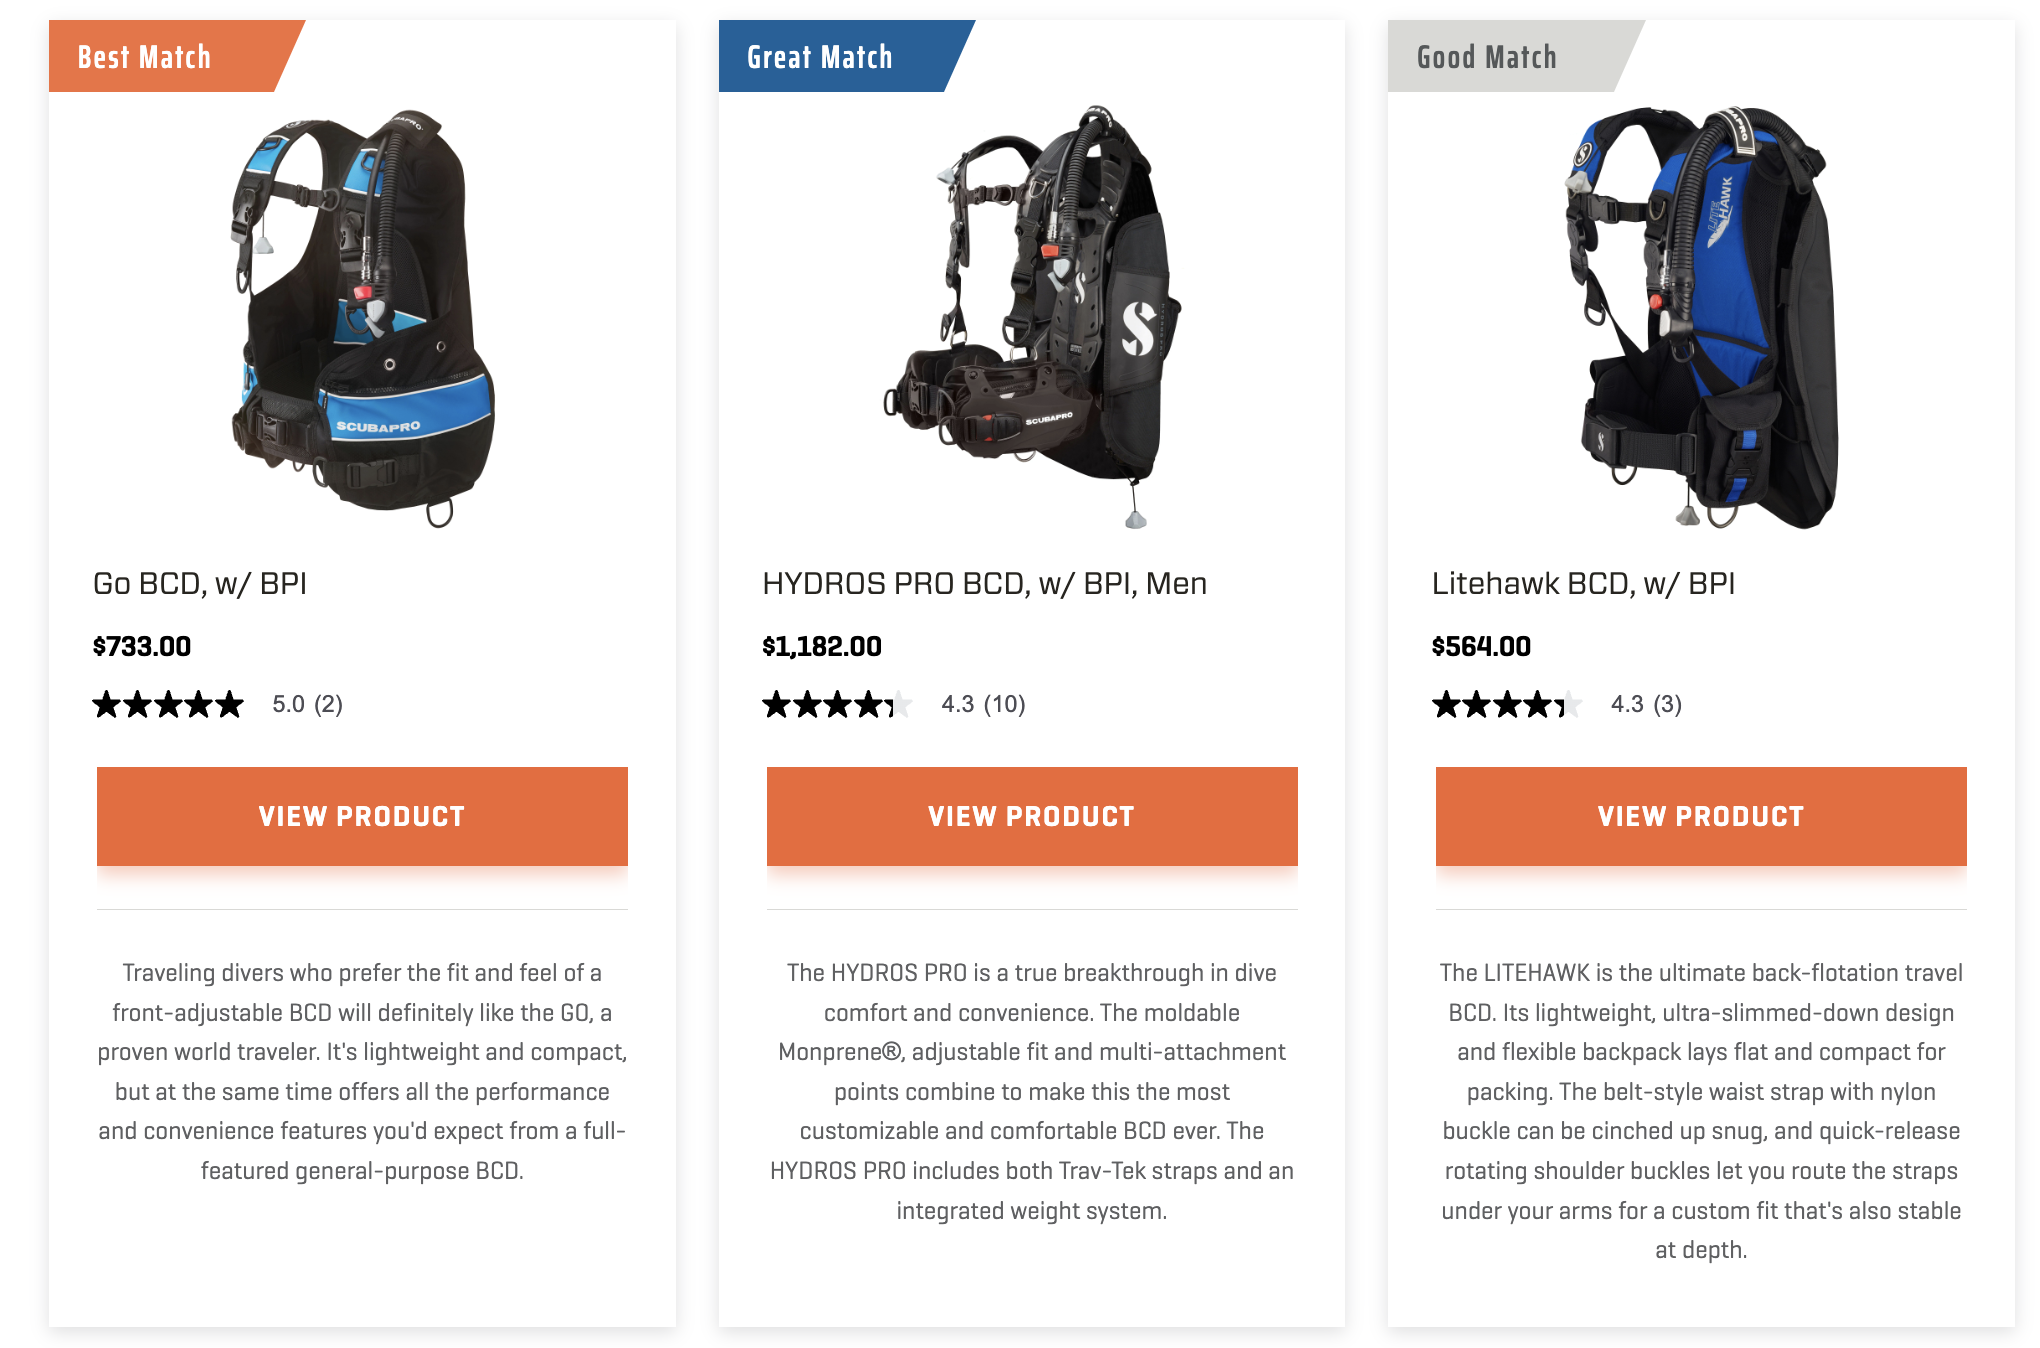 Best Match
SCUBAPRO
Go BCD, w/ BPI
$733.00
5.0 (2)
VIEW PRODUCT
Traveling divers who prefer the fit and feel of a
front-adjustable BCD will definitely like the GO, a
proven world traveler. It's lightweight and compact,
but at the same time offers all the performance
and convenience features you'd expect from a full-
featured general-purpose BCD.
Great Match
S
SCUBAPRO
HYDROS PRO BCD, w/ BPI, Men
$1,182.00
4.3 (10)
VIEW PRODUCT
The HYDROS PRO is a true breakthrough in dive
comfort and convenience. The moldable
Monprene®, adjustable fit and multi-attachment
points combine to make this the most
customizable and comfortable BCD ever. The
HYDROS PRO includes both Trav-Tek straps and an
integrated weight system.
Good Match
LITE
HAWK
Litehawk BCD, w/ BPI
$564.00
4.3 (3)
VIEW PRODUCT
The LITEHAWK is the ultimate back-flotation travel
BCD. Its lightweight, ultra-slimmed-down design
and flexible backpack lays flat and compact for
packing. The belt-style waist strap with nylon
buckle can be cinched up snug, and quick-release
rotating shoulder buckles let you route the straps
under your arms for a custom fit that's also stable
at depth.